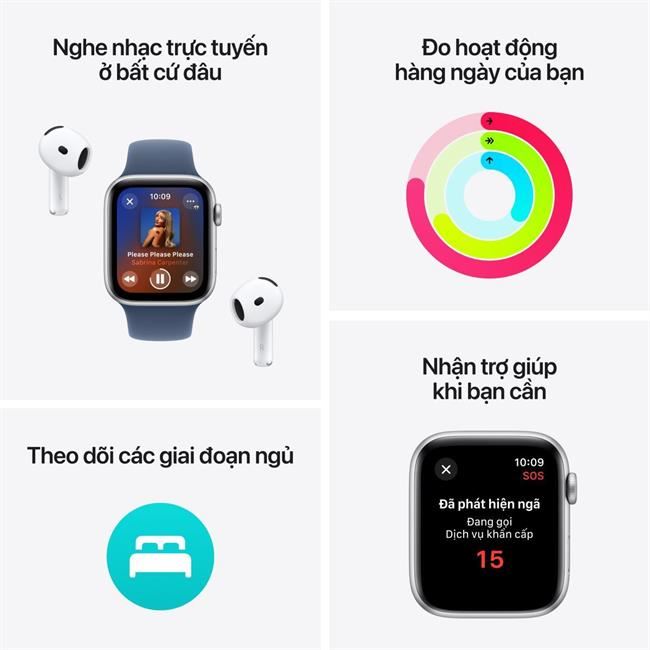 Nghe nhạc trực tuyến
ở bất cứ đâu
10:09
Please Please Please
Sabrina Carpenter
Đo hoạt động
hàng ngày của bạn
Theo dõi các giai đoạn ngủ
Nhận trợ giúp
khi bạn cần
10:09
SOS
Đã phát hiện ngã
Đang gọi
Dịch vụ khẩn cấp
15